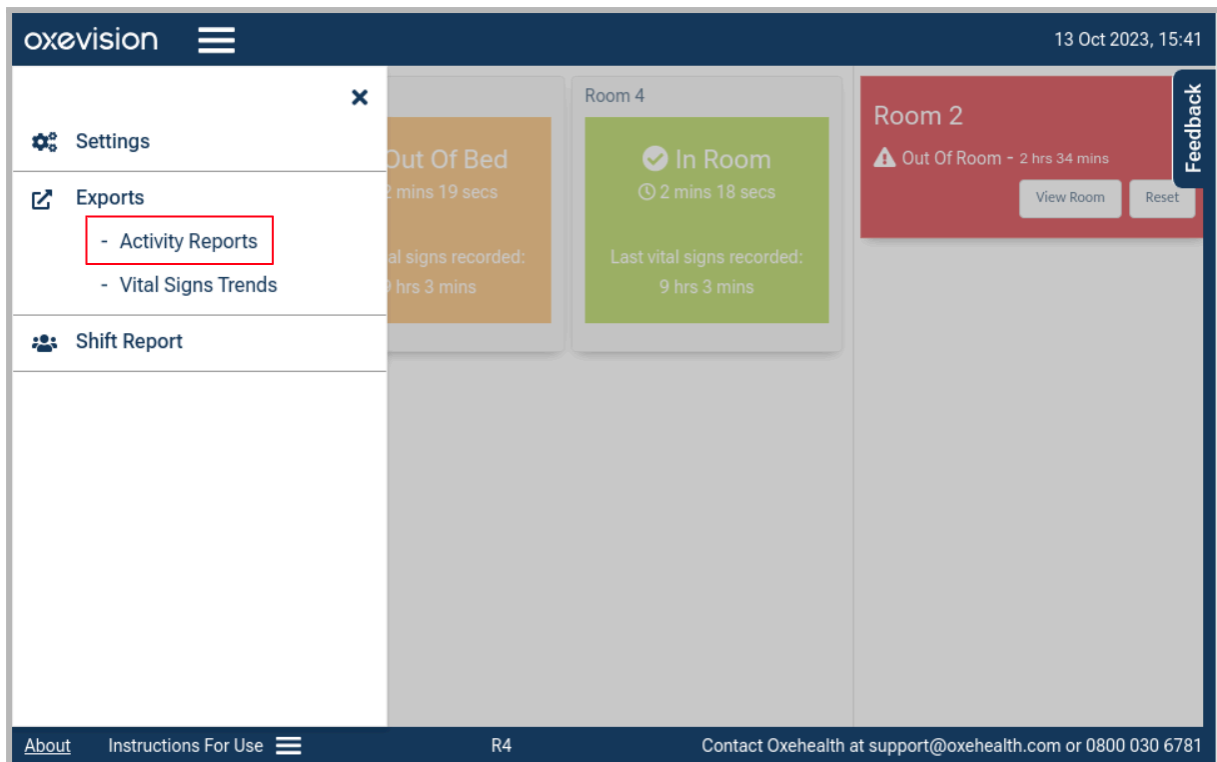 oxevision
13 Oct 2023, 15:41
Settings
Exports
- Activity Reports
- Vital Signs Trends
Shift Report
Out Of Bed
2 mins 19 secs
al signs recorded:
9 hrs 3 mins
Room 4
In Room
2 mins 18 secs
Last vital signs recorded:
9 hrs 3 mins
Room 2
Out Of Room - 2 hrs 34 mins
View Room
Reset
Feedback
About
Instructions For Use
R4
Contact Oxehealth at support@oxehealth.com or 0800 030 6781